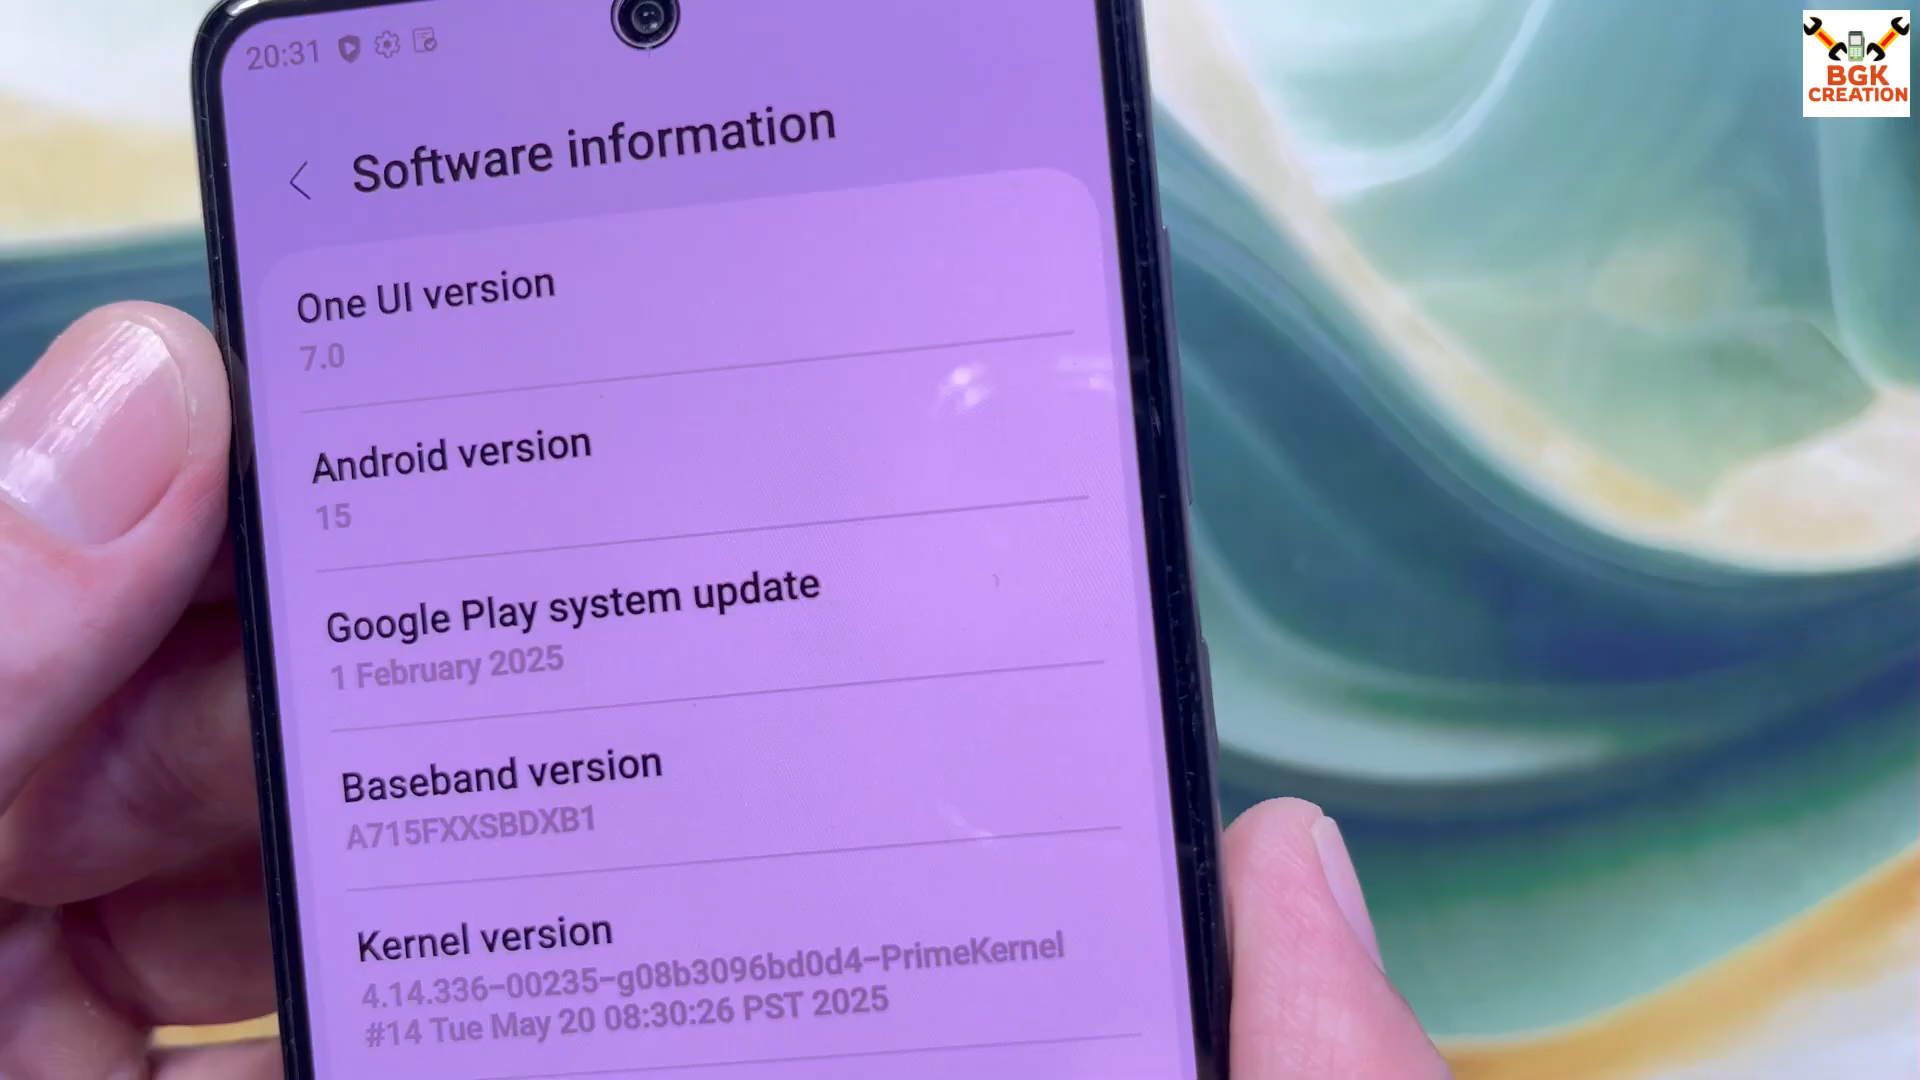 20:31
Software information
One UI version
7.0
Android version
15
Google Play system update
1 February 2025
Baseband version
A715FXXSBDXB1
Kernel version
4.14.336-00235-g08b3096bd0d4-PrimeKernel
#14 Tue May 20 08:30:26 PST 2025
BGK
CREATION